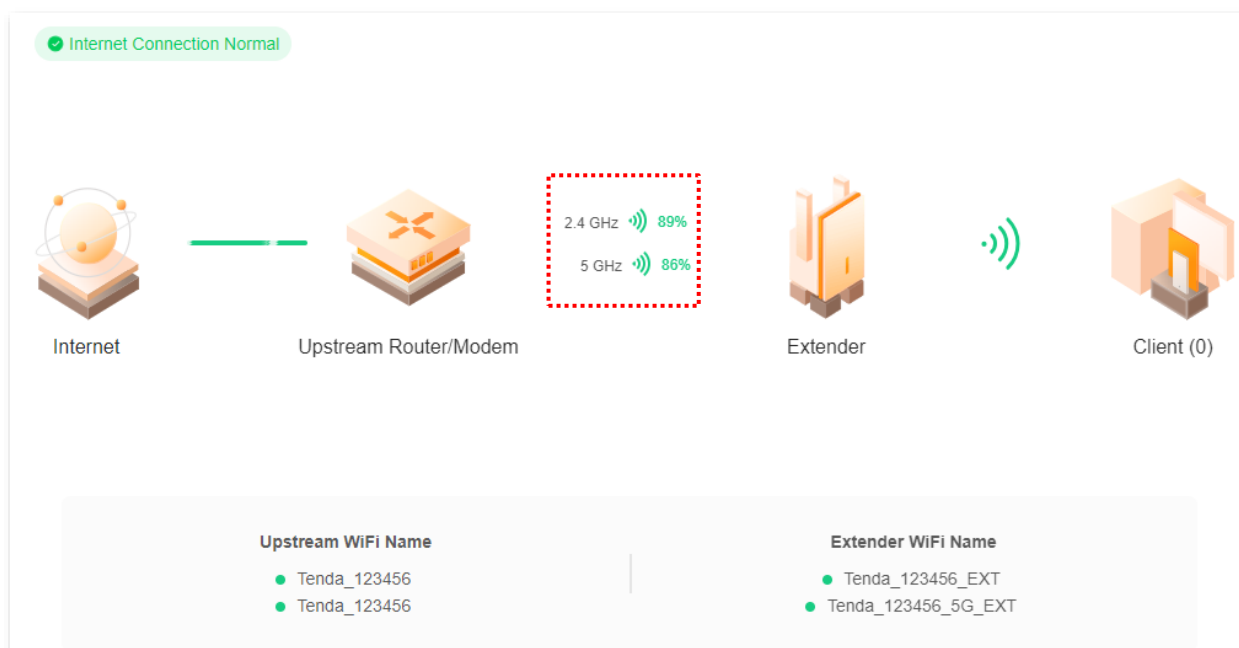 Internet Connection Normal
2.4 GHz 89%
5 GHz 86%
Internet
Upstream Router/Modem
Extender
Client (0)
Upstream WiFi Name
Tenda_123456
Tenda_123456
Extender WiFi Name
Tenda_123456_EXT
Tenda_123456_5G_EXT